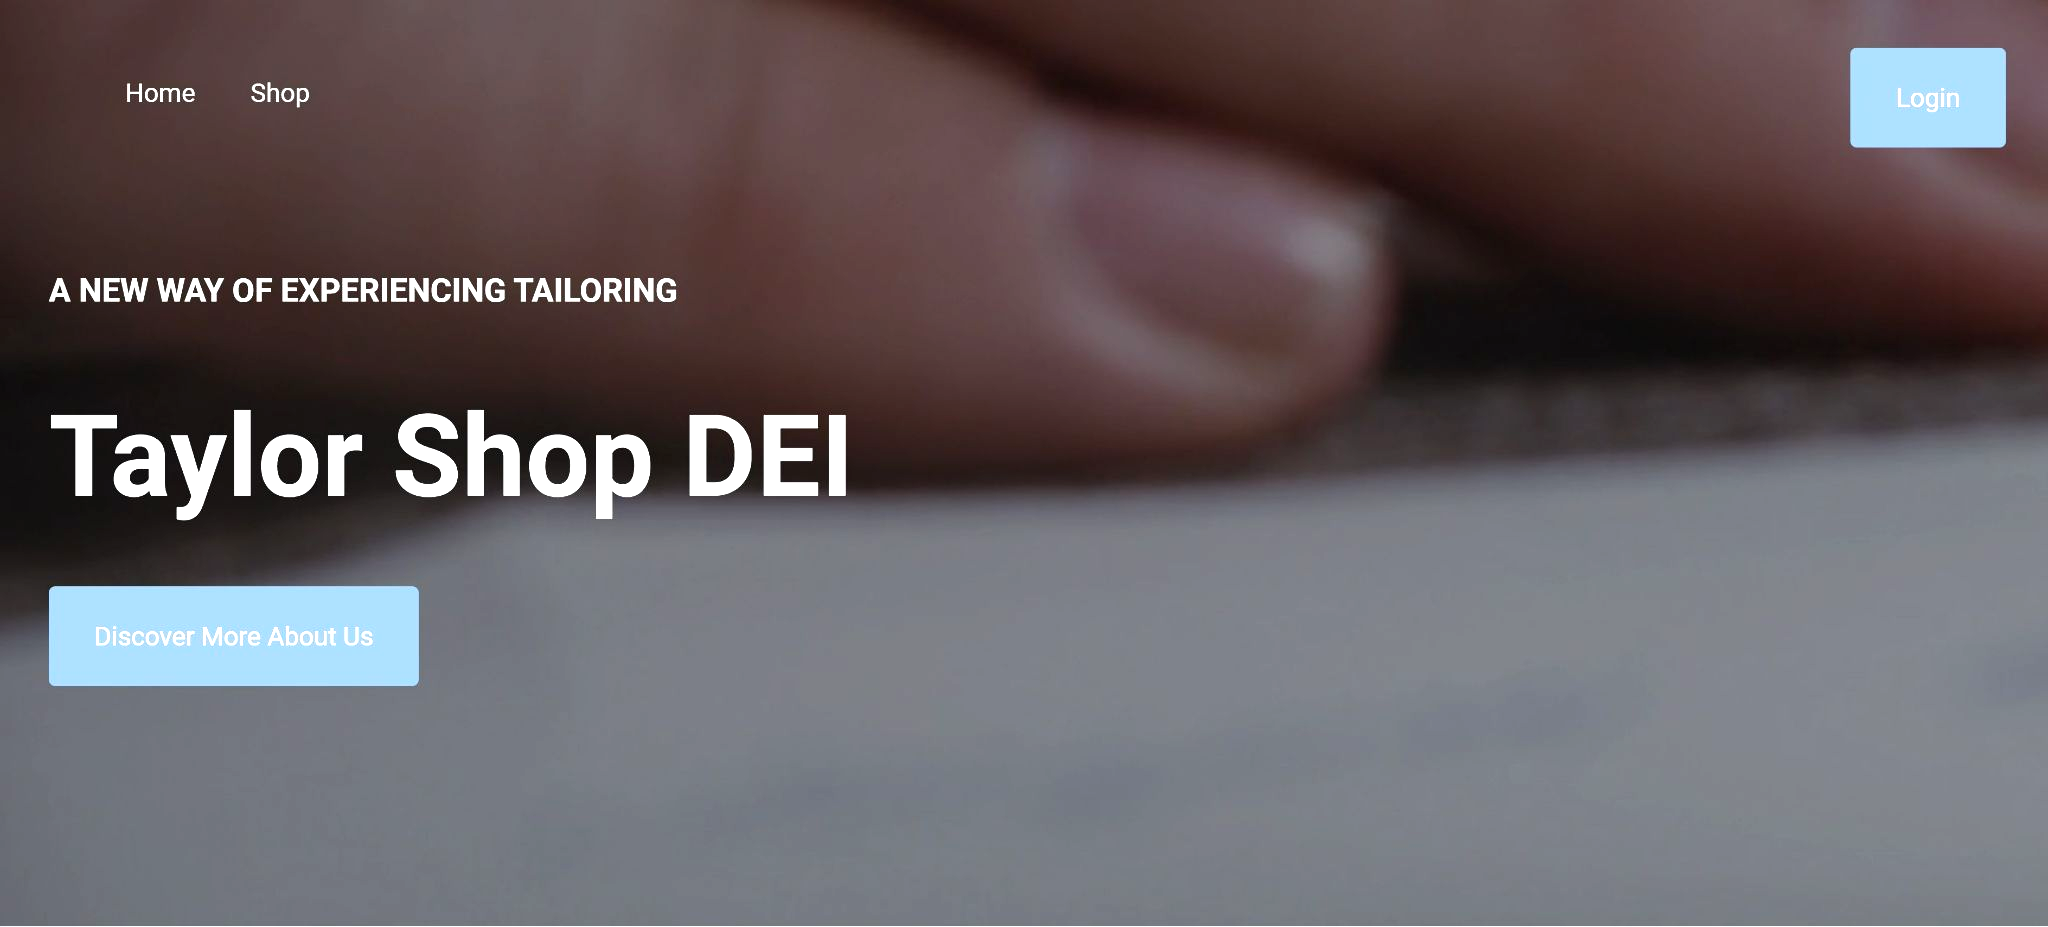 Home Shop Login
A NEW WAY OF EXPERIENCING TAILORING
Taylor Shop DEI
Discover More About Us